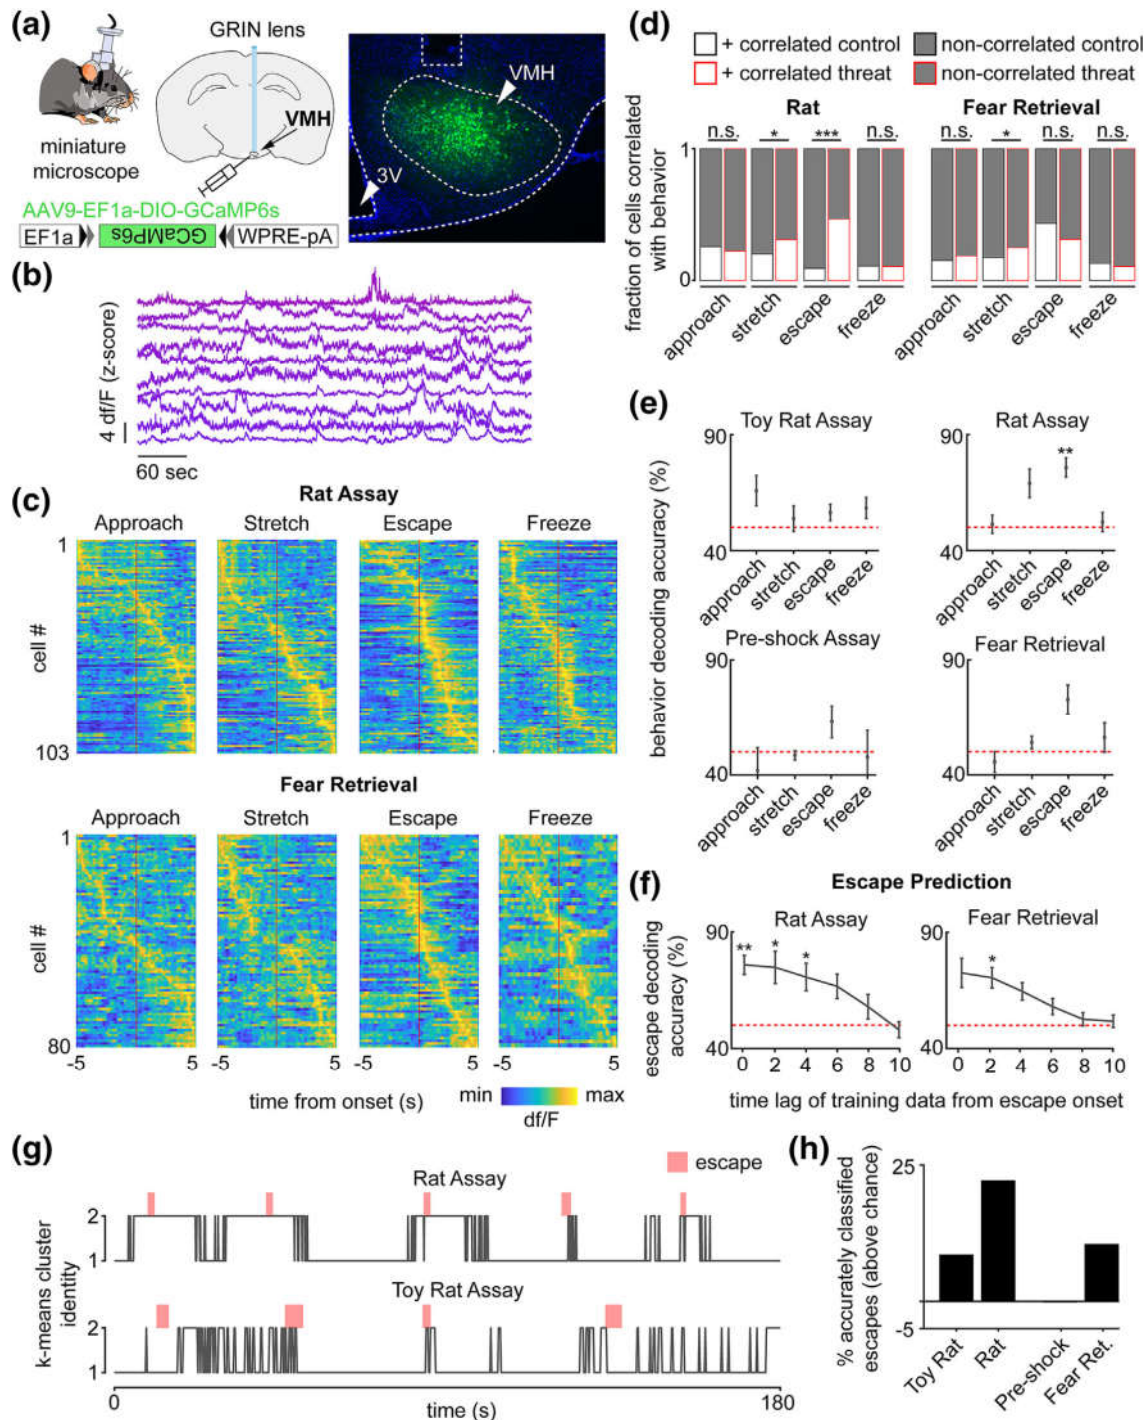 (a)
GRIN lens
VMH
miniature
microscope
AAV9-EF1a-DIO-GCaMP6s
EF1a GCaMP6s WPRE-pA
VMH
3V
(b)
4 df/F (z-score)
60 sec
(c)
Rat Assay
Approach Stretch Escape Freeze
1
cell #
103
Fear Retrieval
Approach Stretch Escape Freeze
1
cell #
80
-5 5 -5 5 -5 5 -5 5
time from onset (s)
min max
df/F
(d)
+ correlated control non-correlated control
+ correlated threat non-correlated threat
Rat Fear Retrieval
n.s. * *** n.s. n.s. * n.s. n.s.
fraction of cells correlated
with behavior
1
0
approach stretch escape freeze approach stretch escape freeze
(e)
behavior decoding accuracy (%)
Toy Rat Assay Rat Assay
90 90
**
40 40
approach stretch escape freeze approach stretch escape freeze
Pre-shock Assay Fear Retrieval
90 90
40 40
approach stretch escape freeze approach stretch escape freeze
(f)
Escape Prediction
Rat Assay Fear Retrieval
escape decoding
accuracy (%)
90 90
** * * *
40 40
0 2 4 6 8 10 0 2 4 6 8 10
time lag of training data from escape onset
(g)
escape
Rat Assay
k-means cluster
identity
2
1
Toy Rat Assay
2
1
0 180
time (s)
(h)
% accurately classified
escapes (above chance)
25
-5
Toy Rat Rat Pre-shock Fear Ret.